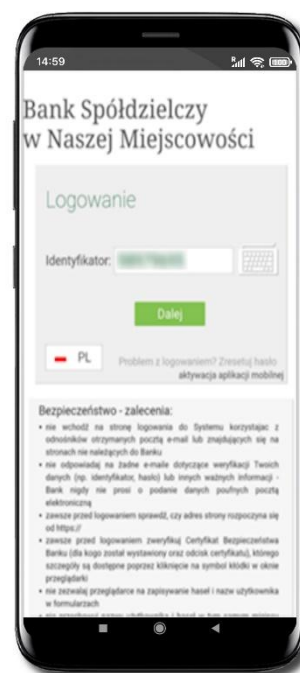 14:59
Bank Spółdzielczy
w Naszej Miejscowości
Logowanie
Identyfikator:
Dalej
PL
Problem z logowaniem? Zresetuj hasło
aktywacja aplikacji mobilnej
Bezpieczeństwo - zalecenia:
• nie wchodź na stronę logowania do Systemu korzystając z
odnośników otrzymanych pocztą e-mail lub znajdujących się na
stronach nie należących do Banku
• nie odpowiadaj na żadne e-maile dotyczące weryfikacji Twoich
danych (np. identyfikator, hasło) lub innych ważnych informacji -
Bank nigdy nie prosi o podanie danych poufnych pocztą
elektroniczną
• zawsze przed logowaniem sprawdź, czy adres strony rozpoczyna się
od https://
• zawsze przed logowaniem zweryfikuj Certyfikat Bezpieczeństwa
Banku (dla kogo został wystawiony oraz odcisk certyfikatu), którego
szczegóły są dostępne poprzez kliknięcie na symbol kłódki w oknie
przeglądarki
• nie zezwalaj przeglądarce na zapisywanie haseł i nazw użytkownika
w formularzach